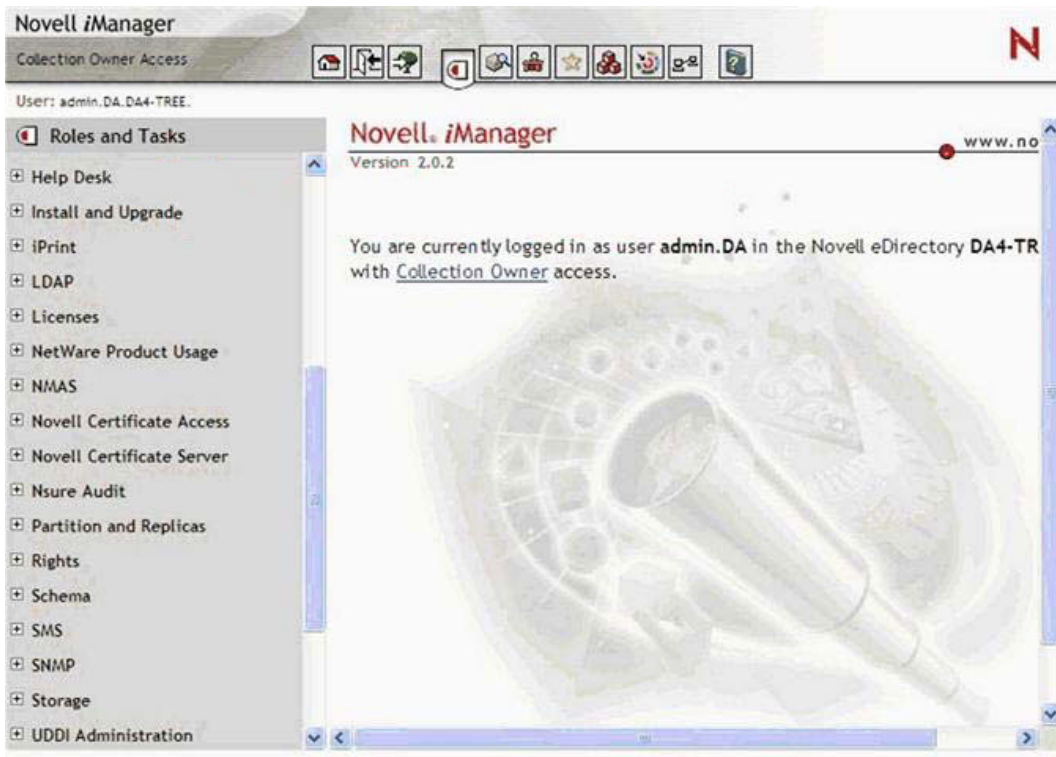 Novell iManager
Collection Owner Access
N
User: admin.DA.DA4-TREE.
Roles and Tasks
Help Desk
Install and Upgrade
iPrint
LDAP
Licenses
NetWare Product Usage
NMAS
Novell Certificate Access
Novell Certificate Server
Nsure Audit
Partition and Replicas
Rights
Schema
SMS
SNMP
Storage
UDDI Administration
Novell® iManager
www.no
Version 2.0.2
You are currently logged in as user admin.DA in the Novell eDirectory DA4-TR
with Collection Owner access.